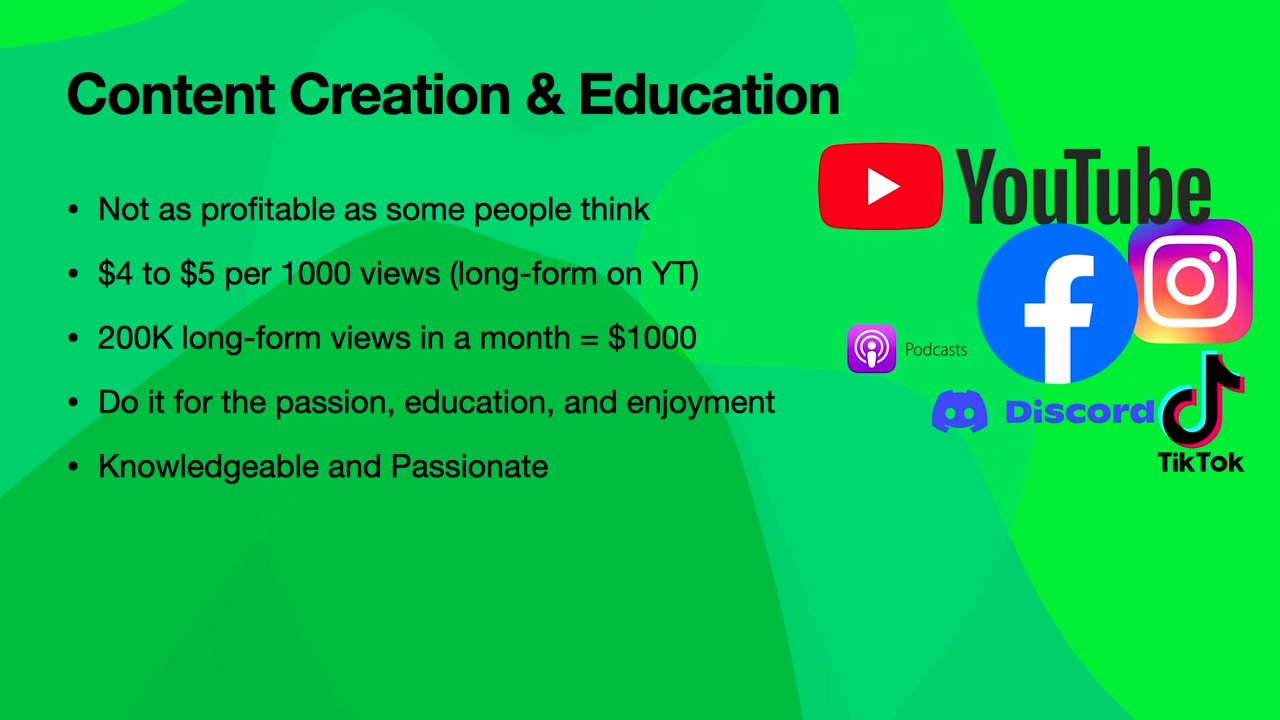 Content Creation & Education
• Not as profitable as some people think
• $4 to $5 per 1000 views (long-form on YT)
• 200K long-form views in a month = $1000
• Do it for the passion, education, and enjoyment
• Knowledgeable and Passionate
YouTube
Podcasts
Discord
TikTok